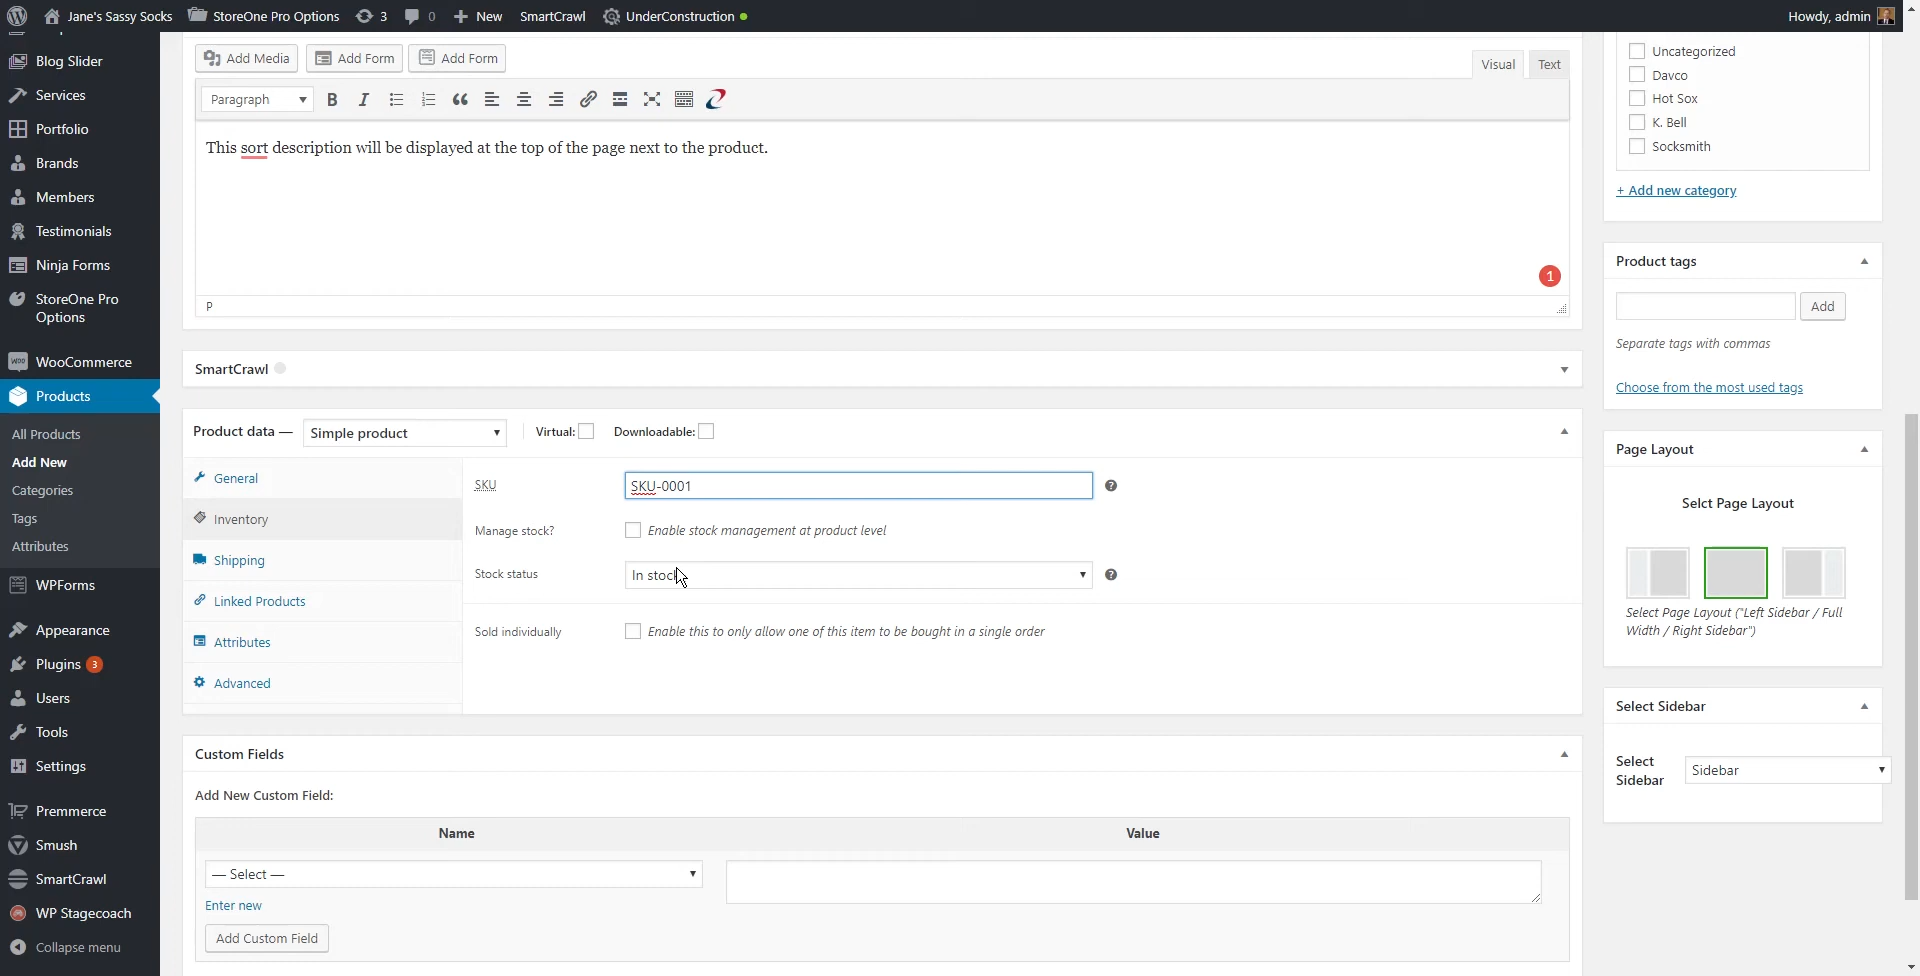 Jane's Sassy Socks
StoreOne Pro Options
3
0
New
SmartCrawl
UnderConstruction
Howdy, admin
Blog Slider
Services
Portfolio
Brands
Members
Testimonials
Ninja Forms
StoreOne Pro
Options
WooCommerce
Products
All Products
Add New
Categories
Tags
Attributes
WPForms
Appearance
Plugins 3
Users
Tools
Settings
Premmerce
Smush
SmartCrawl
WP Stagecoach
Collapse menu
Add Media
Add Form
Add Form
Visual
Text
Paragraph
B
I
This sort description will be displayed at the top of the page next to the product.
1
P
SmartCrawl
Product data —
Simple product
Virtual:
Downloadable:
General
Inventory
Shipping
Linked Products
Attributes
Advanced
SKU
SKU-0001
Manage stock?
Enable stock management at product level
Stock status
In stock
Sold individually
Enable this to only allow one of this item to be bought in a single order
Custom Fields
Add New Custom Field:
Name
Value
— Select —
Enter new
Add Custom Field
Uncategorized
Davco
Hot Sox
K. Bell
Socksmith
+ Add new category
Product tags
Add
Separate tags with commas
Choose from the most used tags
Page Layout
Selct Page Layout
Select Page Layout ("Left Sidebar / Full
Width / Right Sidebar")
Select Sidebar
Select
Sidebar
Sidebar